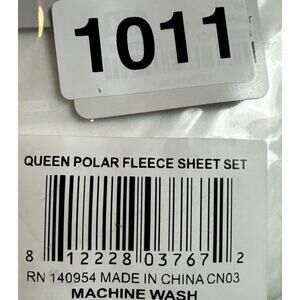 1011
QUEEN POLAR FLEECE SHEET SET
8 12228 03767 2
RN 140954 MADE IN CHINA CN03
MACHINE WASH